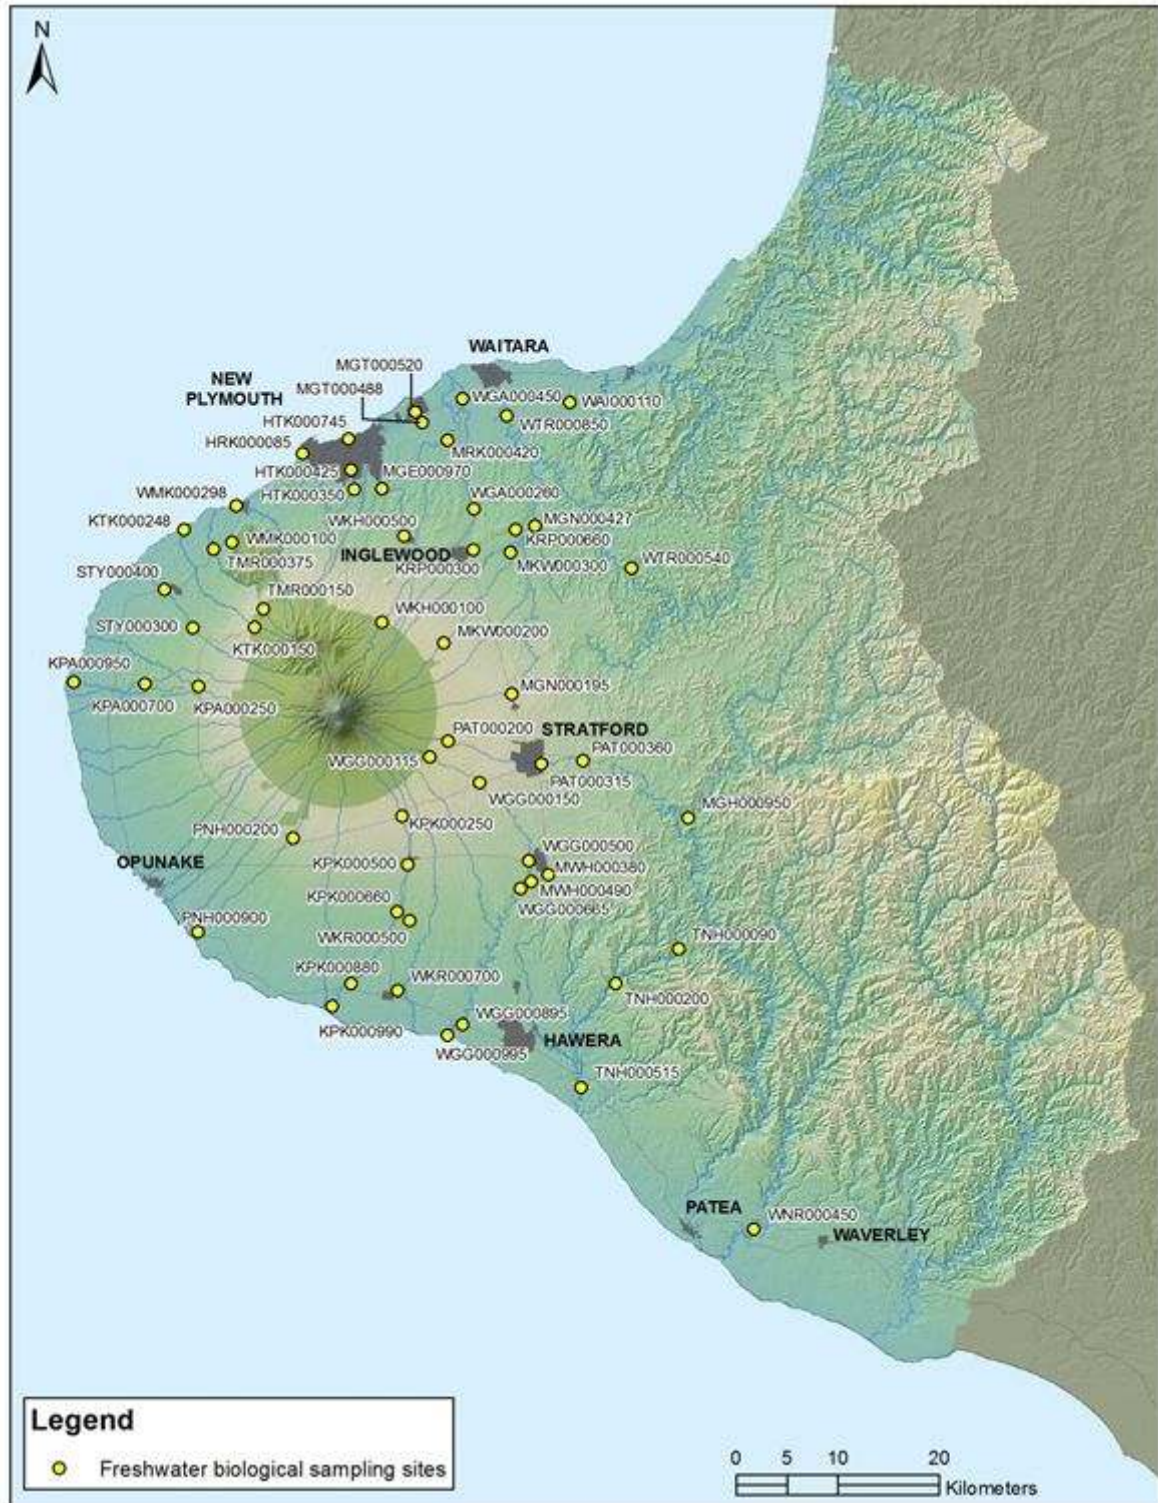 N
WAITARA
MGT000520
NEW
PLYMOUTH
MGT000488
WGA000450
WAI000110
HTK000745
WTR000850
HRK000085
MRK000420
HTK000425
MGE000970
WMK000298
HTK000350
WGA000260
KTK000248
WKH000500
MGN000427
WMK000100
KRP000660
INGLEWOOD
TMR000375
KRP000300
MKW000300
WTR000540
STY000400
TMR000150
WKH000100
STY000300
KTK000150
MKW000200
KPA000950
MGN000195
KPA000700
KPA000250
PAT000200
STRATFORD
PAT000360
WGG000115
PAT000315
WGG000150
MGH000950
KPK000250
PNH000200
OPUNAKE
KPK000500
WGG000500
MWH000380
MWH000490
KPK000660
WGG000665
PNH000900
WKR000500
TNH000090
KPK000880
WKR000700
TNH000200
KPK000990
WGG000895
HAWERA
WGG000995
TNH000515
PATEA
WNR000450
WAVERLEY
Legend
Freshwater biological sampling sites
0 5 10 20
Kilometers